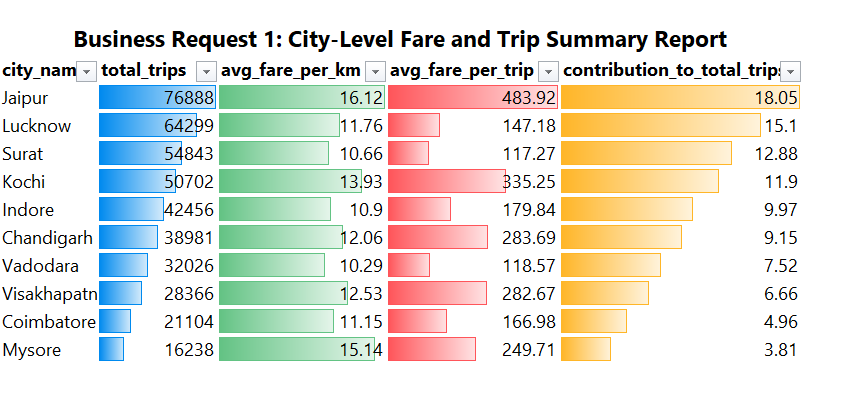 Business Request 1: City-Level Fare and Trip Summary Report
city_nam total_trips avg_fare_per_km avg_fare_per_trip contribution_to_total_trips
Jaipur 76888 16.12 483.92 18.05
Lucknow 64299 11.76 147.18 15.1
Surat 54843 10.66 117.27 12.88
Kochi 50702 13.93 335.25 11.9
Indore 42456 10.9 179.84 9.97
Chandigarh 38981 12.06 283.69 9.15
Vadodara 32026 10.29 118.57 7.52
Visakhapatn 28366 12.53 282.67 6.66
Coimbatore 21104 11.15 166.98 4.96
Mysore 16238 15.14 249.71 3.81